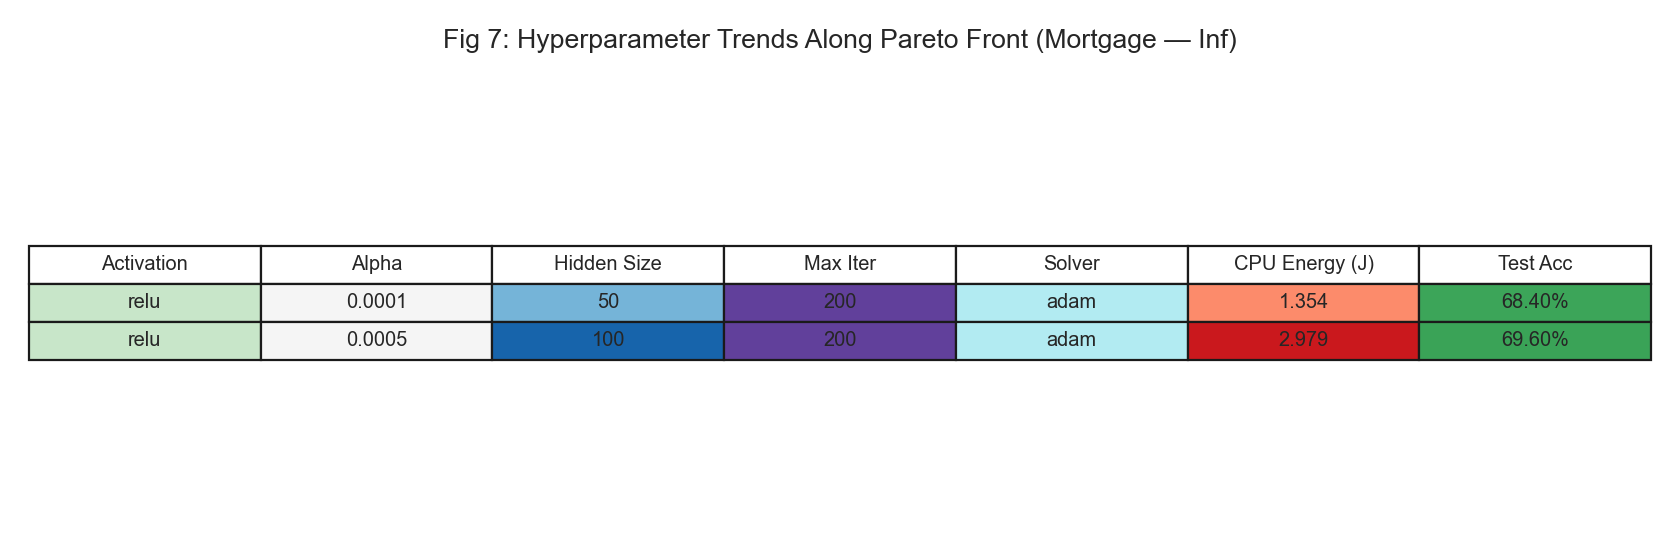 Fig 7: Hyperparameter Trends Along Pareto Front (Mortgage — Inf)
Activation Alpha Hidden Size Max Iter Solver CPU Energy (J) Test Acc
relu 0.0001 50 200 adam 1.354 68.40%
relu 0.0005 100 200 adam 2.979 69.60%